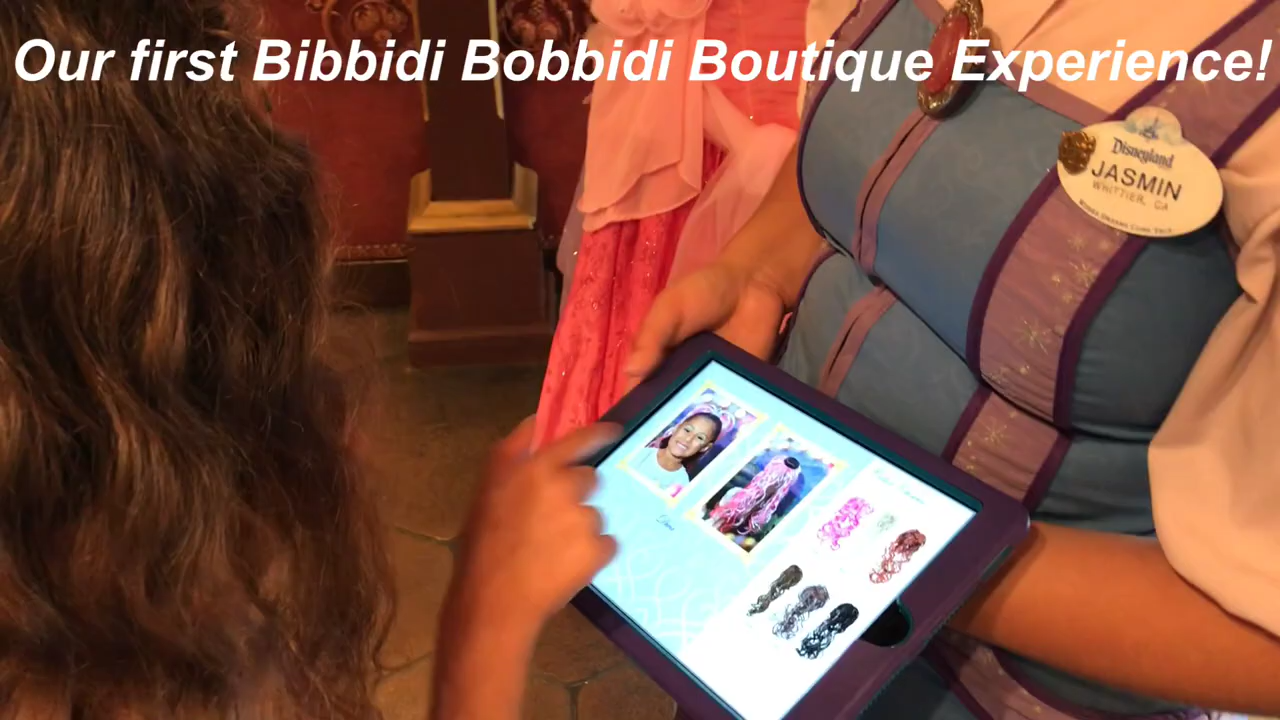 Our first Bibbidi Bobbidi Boutique Experience!
Disneyland
JASMIN
WHITTIER, CA